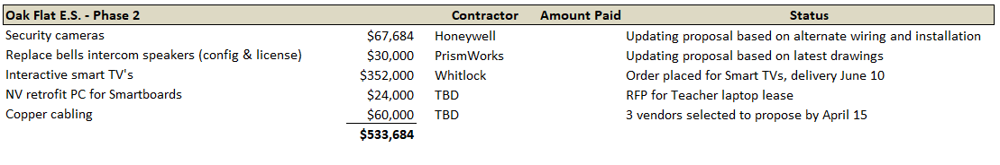 Oak Flat E.S. - Phase 2 Contractor Amount Paid Status
Security cameras $67,684 Honeywell Updating proposal based on alternate wiring and installation
Replace bells intercom speakers (config & license) $30,000 PrismWorks Updating proposal based on latest drawings
Interactive smart TV's $352,000 Whitlock Order placed for Smart TVs, delivery June 10
NV retrofit PC for Smartboards $24,000 TBD RFP for Teacher laptop lease
Copper cabling $60,000 TBD 3 vendors selected to propose by April 15
$533,684